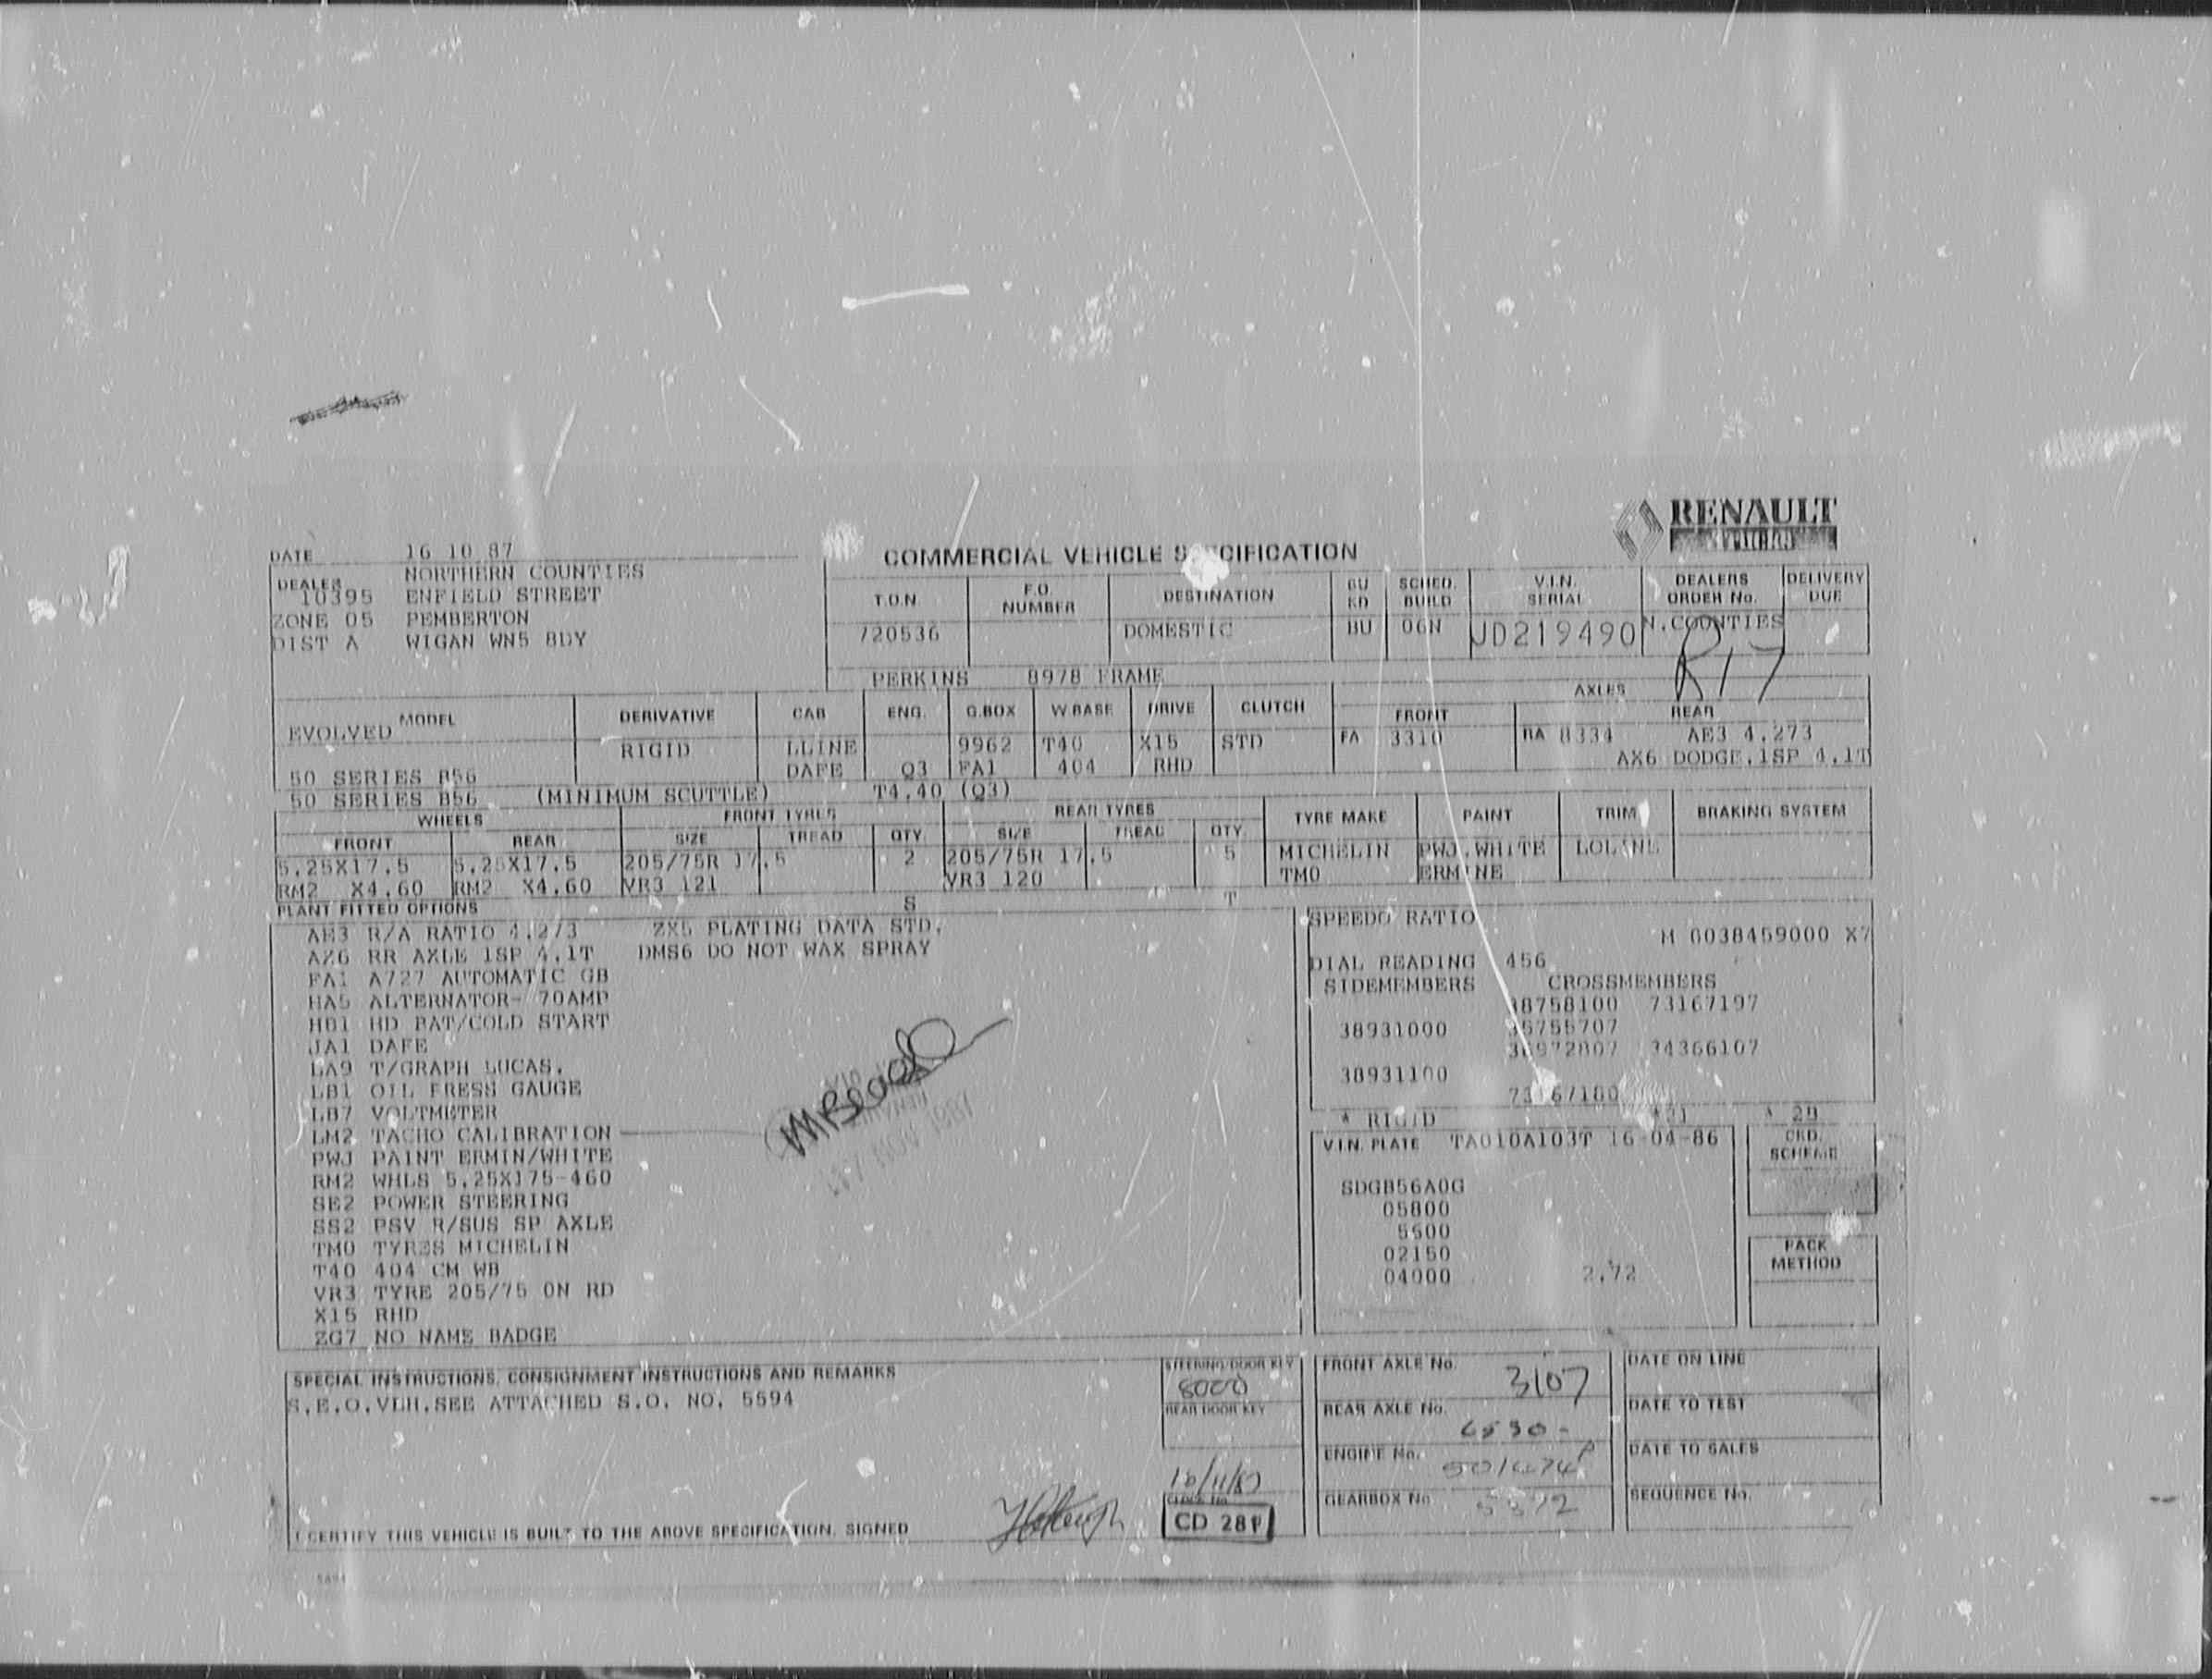 RENAULT
DATE 16 10 87
COMMERCIAL VEHICLE SPECIFICATION
DEALER
10395
ZONE 05
DIST A
NORTHERN COUNTIES
ENFIELD STREET
PEMBERTON
WIGAN WN5 8DY
T.O.N F.O. NUMBER DESTINATION BU KD SCHED. BUILD V.I.N. SERIAL DEALERS ORDER No. DELIVERY DUE
720536 DOMESTIC BU 06N JD219490 N.COUNTIES
R17
PERKINS 8978 FRAME
AXLES
MODEL DERIVATIVE CAB ENG. G.BOX W.BASE DRIVE CLUTCH FRONT REAR
EVOLVED RIGID LLINE 9962 T40 X15 STD FA 3310 RA 8334 AE3 4.273
50 SERIES B56 DAFE Q3 FA1 404 RHD AX6 DODGE.1SP 4.1T
50 SERIES B56 (MINIMUM SCUTTLE) T4.40 (Q3)
WHEELS FRONT TYRES REAR TYRES TYRE MAKE PAINT TRIM BRAKING SYSTEM
FRONT REAR SIZE TREAD QTY. SIZE TREAD QTY.
5.25X17.5 5.25X17.5 205/75R 17.5 2 205/75R 17.5 5 MICHELIN PWJ.WHITE
RM2 X4.60 RM2 X4.60 VR3 121 VR3 120 TM0 ERMINE
S T
PLANT FITTED OPTIONS
AE3 R/A RATIO 4.273 ZX5 PLATING DATA STD.
AX6 RR AXLE 1SP 4.1T DMS6 DO NOT WAX SPRAY
FA1 A727 AUTOMATIC GB
HA5 ALTERNATOR- 70AMP
HB1 HD BAT/COLD START
JA1 DAFE
LA9 T/GRAPH LUCAS.
LB1 OIL PRESS GAUGE
LB7 VOLTMETER
LM2 TACHO CALIBRATION
PWJ PAINT ERMIN/WHITE
RM2 WHLS 5.25X175-460
SE2 POWER STEERING
SS2 PSV R/SUS SP AXLE
TM0 TYRES MICHELIN
T40 404 CM WB
VR3 TYRE 205/75 ON RD
X15 RHD
ZG7 NO NAME BADGE
NOV 1987
SPEEDO RATIO
M 0038459000 X7
DIAL READING 456
SIDEMEMBERS CROSSMEMBERS
73167197
38931000
34366107
38931100
* RIGID * 28
V.I.N. PLATE TA010A103T 16-04-86
SDGB56A0G
05800
5600
02150
04000 2.72
CKD. SCHEME
PACK METHOD
SPECIAL INSTRUCTIONS, CONSIGNMENT INSTRUCTIONS AND REMARKS
S.E.O.VEH.SEE ATTACHED S.O. NO. 5594
STEERING/DOOR KEY
8000
REAR DOOR KEY
16/11/87
CLOCK No.
CD 281
FRONT AXLE No. 3107
REAR AXLE No.
ENGINE No.
GEARBOX No 5372
DATE ON LINE
DATE TO TEST
DATE TO SALES
SEQUENCE No.
I CERTIFY THIS VEHICLE IS BUILT TO THE ABOVE SPECIFICATION. SIGNED